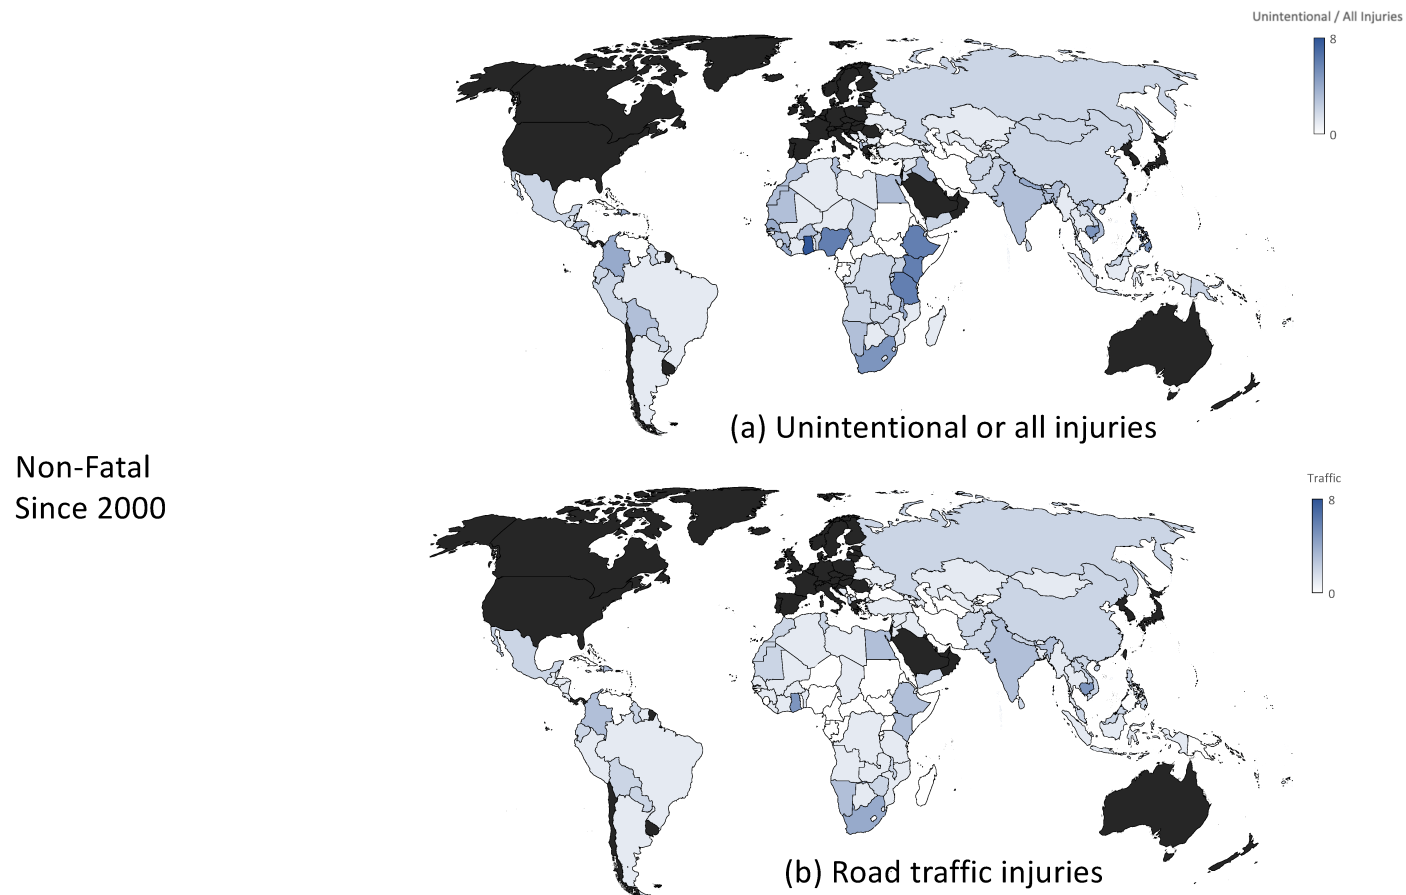 Unintentional / All Injuries
8
0
(a) Unintentional or all injuries
Non-Fatal
Since 2000
Traffic
8
0
(b) Road traffic injuries